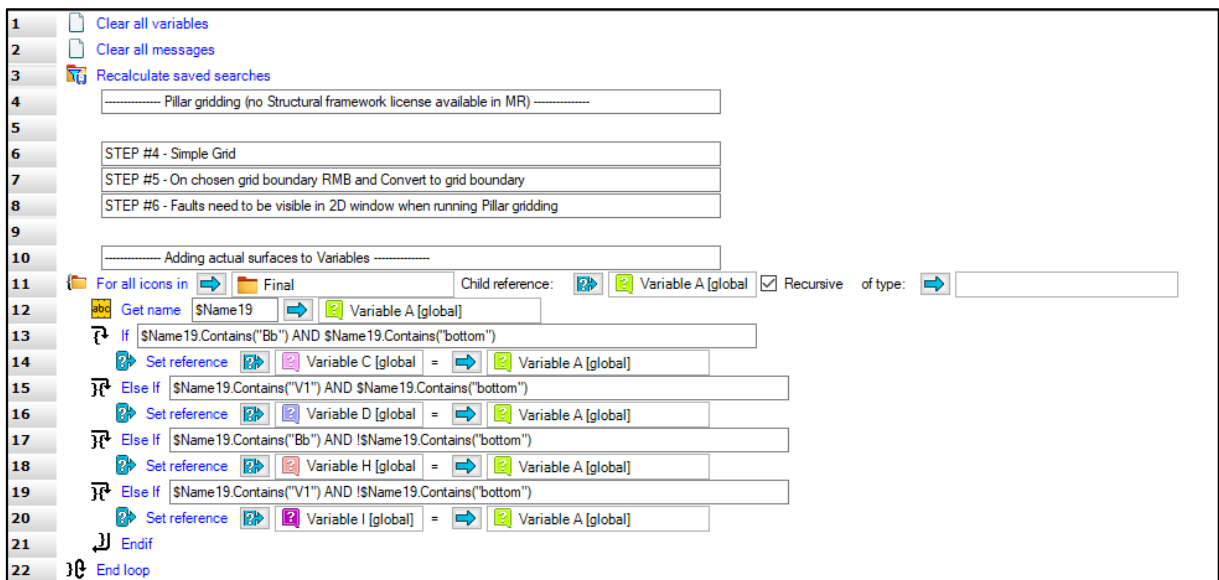 1 Clear all variables
2 Clear all messages
3 Recalculate saved searches
4 --------------- Pillar gridding (no Structural framework license available in MR) ---------------
5
6 STEP #4 - Simple Grid
7 STEP #5 - On chosen grid boundary RMB and Convert to grid boundary
8 STEP #6 - Faults need to be visible in 2D window when running Pillar gridding
9
10 --------------- Adding actual surfaces to Variables ---------------
11 For all icons in Final Child reference: Variable A [global Recursive of type:
12 abc Get name $Name19 Variable A [global]
13 If $Name19.Contains("Bb") AND $Name19.Contains("bottom")
14 Set reference Variable C [global = Variable A [global]
15 Else If $Name19.Contains("V1") AND $Name19.Contains("bottom")
16 Set reference Variable D [global = Variable A [global]
17 Else If $Name19.Contains("Bb") AND !$Name19.Contains("bottom")
18 Set reference Variable H [global = Variable A [global]
19 Else If $Name19.Contains("V1") AND !$Name19.Contains("bottom")
20 Set reference Variable I [global] = Variable A [global]
21 Endif
22 End loop